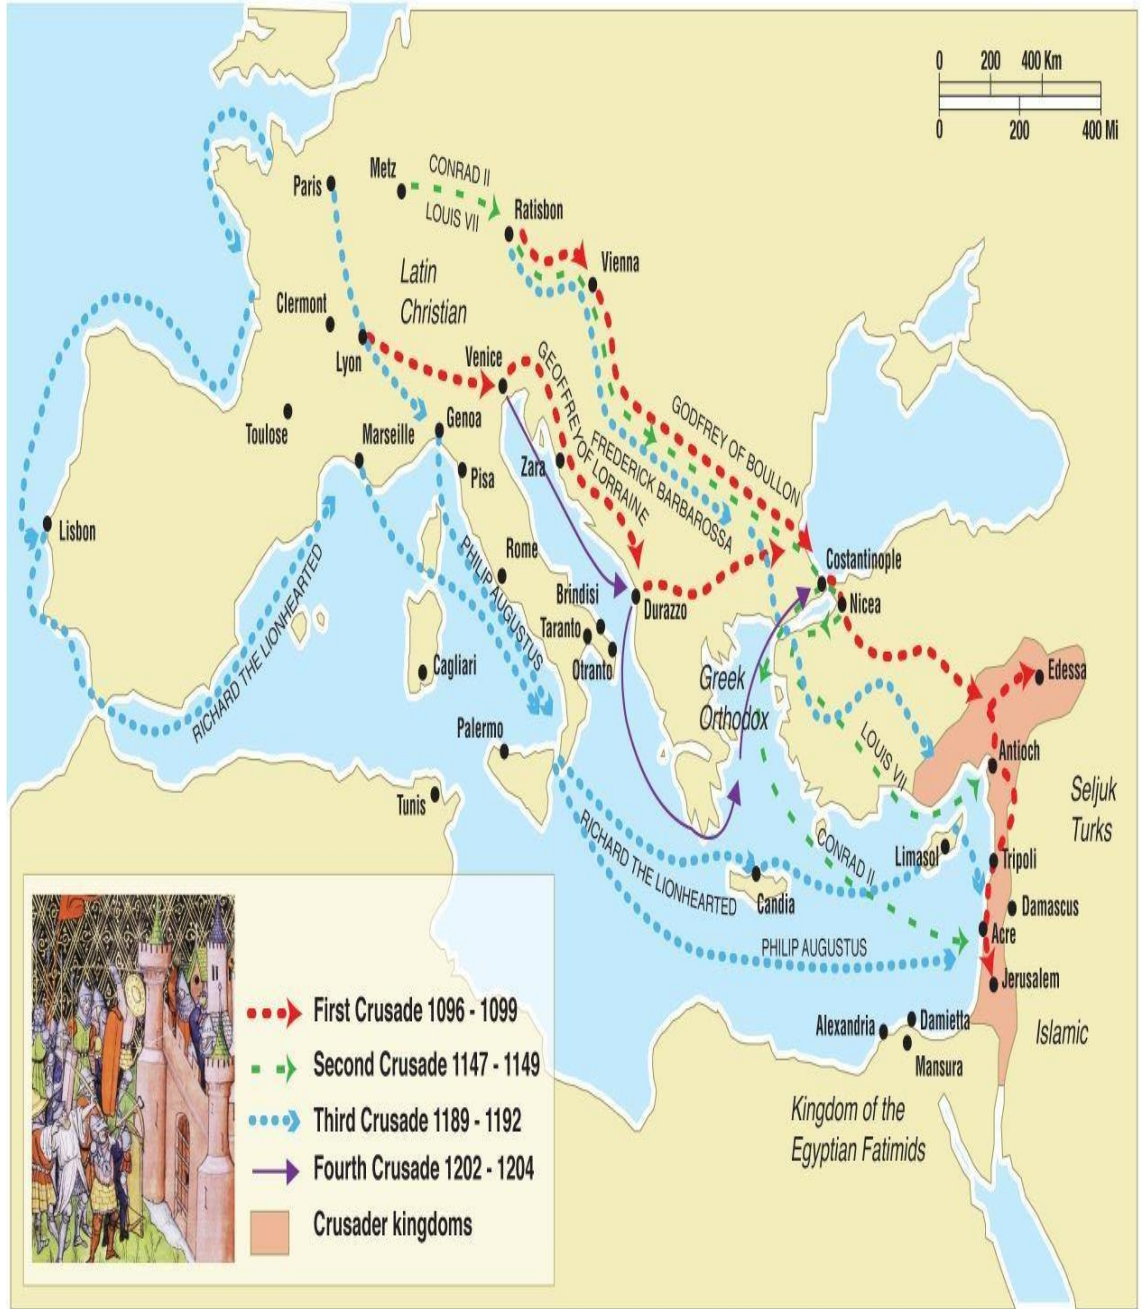 0 200 400 Km
0 200 400 Mi
Metz
CONRAD II
LOUIS VII
Paris
Ratisbon
Vienna
Latin
Christian
Clermont
Lyon
Venice
GEOFFREY
OF LORRAINE
GODFREY OF BOULLON
FREDERICK BARBAROSSA
Toulose
Marseille
Genoa
Pisa
Zara
Lisbon
Rome
PHILIP AUGUSTUS
RICHARD THE LIONHEARTED
Brindisi
Taranto
Otranto
Durazzo
Costantinople
Nicea
Cagliari
Palermo
Tunis
Greek
Orthodox
Edessa
LOUIS VII
Antioch
Seljuk
Turks
RICHARD THE LIONHEARTED
CONRAD II
Limasol
Tripoli
Candia
Damascus
Acre
PHILIP AUGUSTUS
Jerusalem
Alexandria
Damietta
Mansura
Islamic
Kingdom of the
Egyptian Fatimids
First Crusade 1096 - 1099
Second Crusade 1147 - 1149
Third Crusade 1189 - 1192
Fourth Crusade 1202 - 1204
Crusader kingdoms